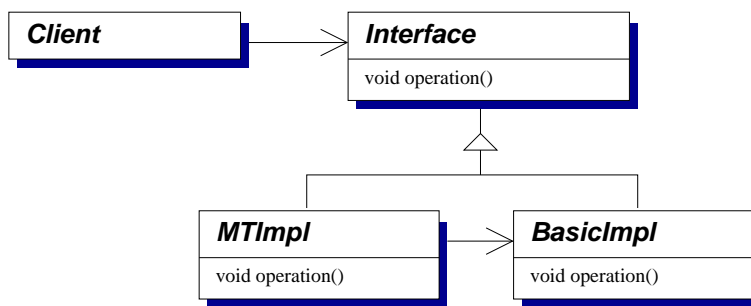 Client
Interface
void operation()
MTImpl
void operation()
BasicImpl
void operation()